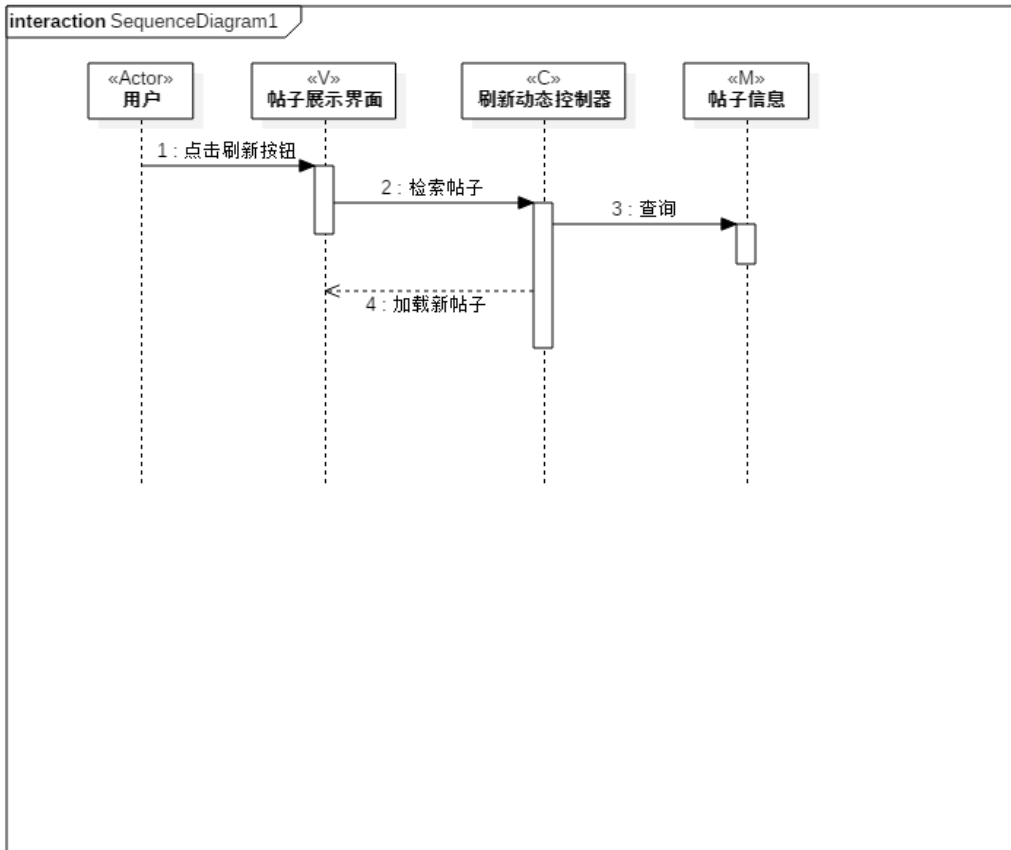 interaction SequenceDiagram1
«Actor»
用户
«V»
帖子展示界面
«C»
刷新动态控制器
«M»
帖子信息
1 : 点击刷新按钮
2 : 检索帖子
3 : 查询
4 : 加载新帖子